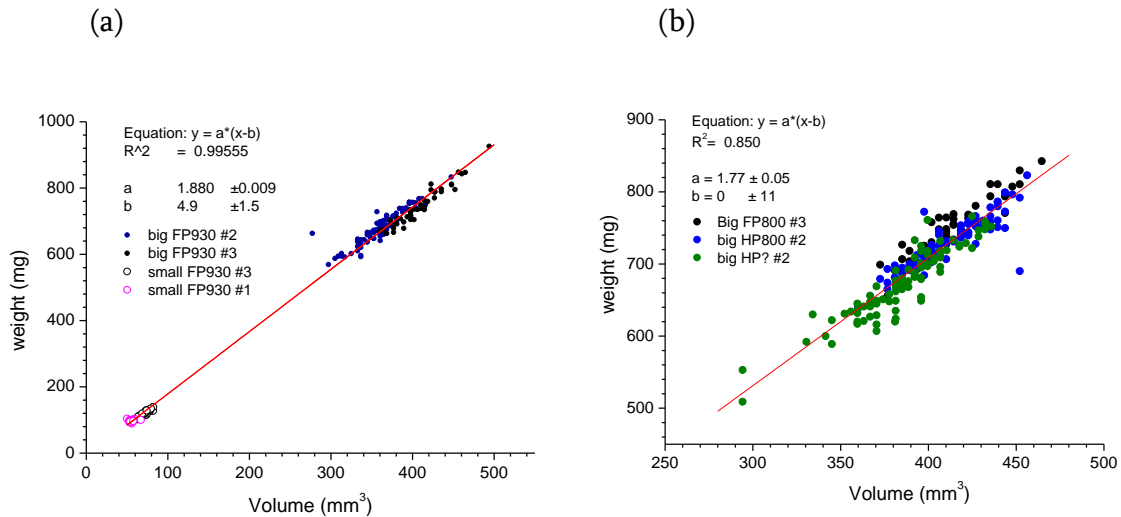 (a)
Equation: y = a*(x-b)
R^2 = 0.99555
a 1.880 ±0.009
b 4.9 ±1.5
big FP930 #2
big FP930 #3
small FP930 #3
small FP930 #1
weight (mg)
1000
800
600
400
200
0
0 100 200 300 400 500
Volume (mm³)
(b)
Equation: y = a*(x-b)
R²= 0.850
a = 1.77 ± 0.05
b = 0 ± 11
Big FP800 #3
big HP800 #2
big HP? #2
weight (mg)
900
800
700
600
500
250 300 350 400 450 500
Volume (mm³)